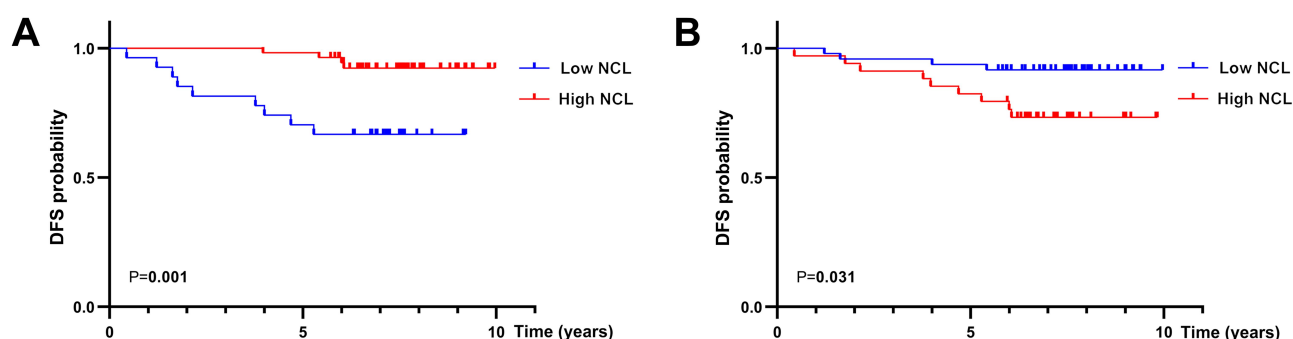 A
DFS probability
1.0
0.5
0.0
Low NCL
High NCL
P=0.001
0
5
10
Time (years)
B
DFS probability
1.0
0.5
0.0
Low NCL
High NCL
P=0.031
0
5
10
Time (years)